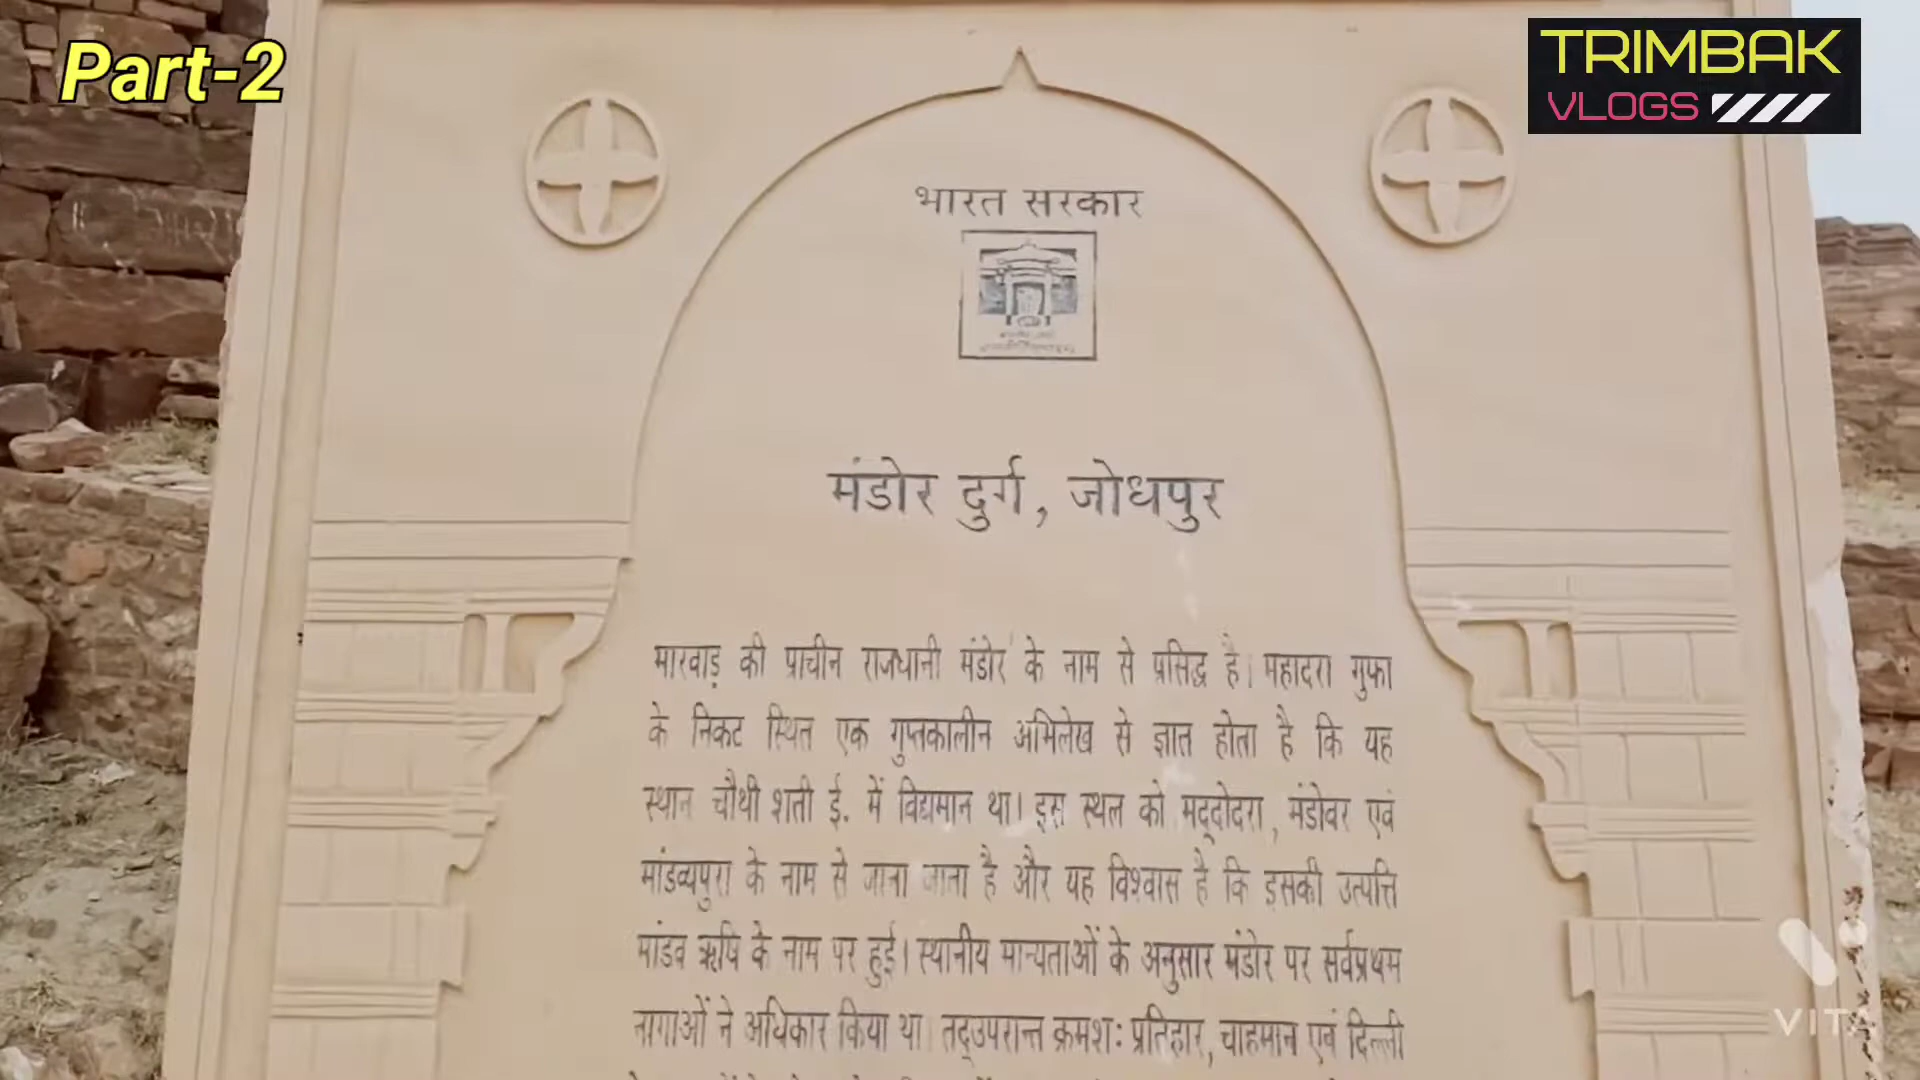 Part-2
TRIMBAK
VLOGS
भारत सरकार
मंडोर दुर्ग, जोधपुर
मारवाड़ की प्राचीन राजधानी मंडोर के नाम से प्रसिद्ध है। महादरा गुफा
के निकट स्थित एक गुप्तकालीन अभिलेख से ज्ञात होता है कि यह
स्थान चौथी शती ई. में विद्यमान था। इस स्थल को मद्दोदरा, मंडोवर एवं
मांडव्यपुरा के नाम से जाना जाता है और यह विश्वास है कि इसकी उत्पत्ति
मांडव ऋषि के नाम पर हुई। स्थानीय मान्यताओं के अनुसार मंडोर पर सर्वप्रथम
नागाओं ने अधिकार किया था। तद्उपरान्त क्रमशः प्रतिहार, चाहमान एवं दिल्ली
VITA